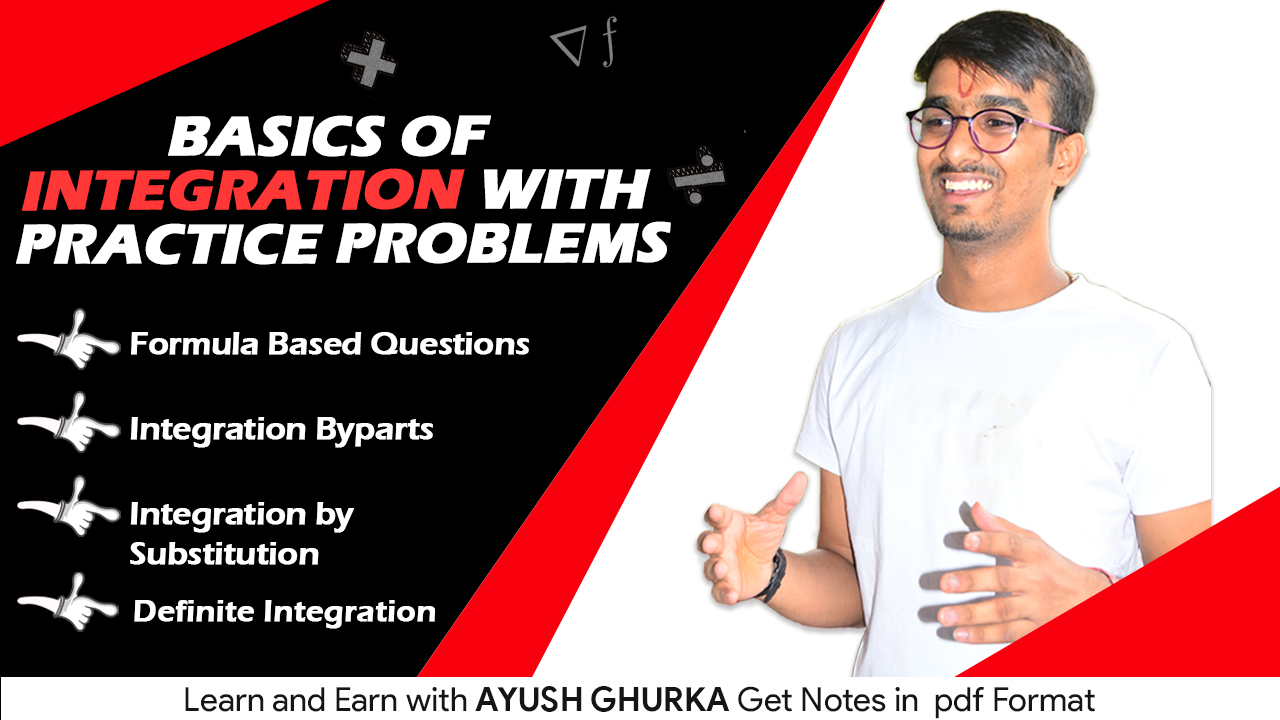 BASICS OF
INTEGRATION WITH
PRACTICE PROBLEMS
Formula Based Questions
Integration Byparts
Integration by
Substitution
Definite Integration
Learn and Earn with AYUSH GHURKA Get Notes in pdf Format